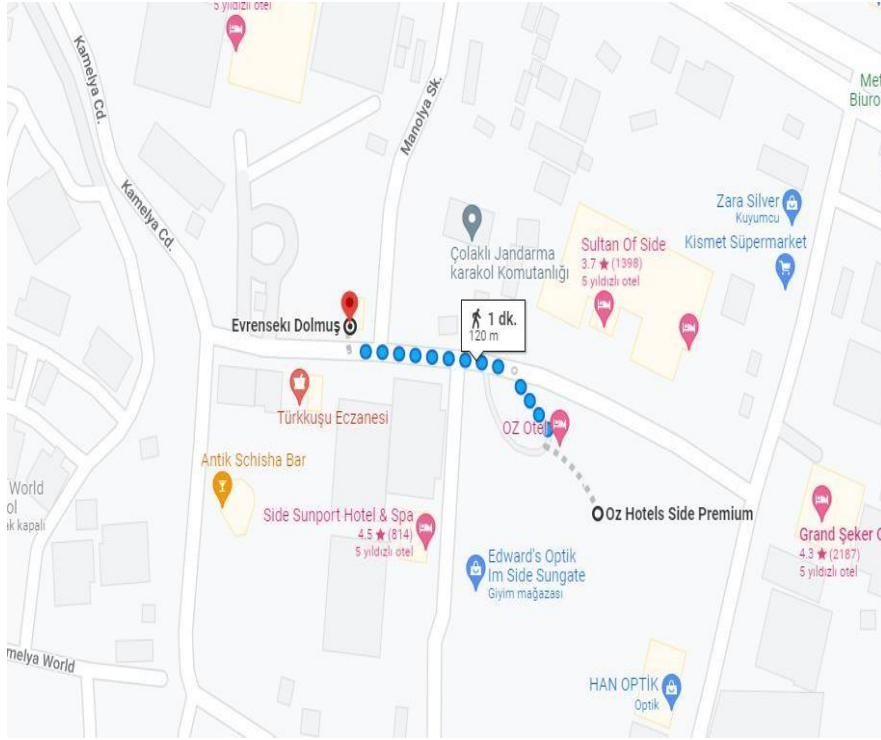 5 yıldızlı otel
Kamelya Cd.
Manolya Sk.
Met
Biuro
Kamelya Cd.
Zara Silver
Kuyumcu
Kismet Süpermarket
Çolaklı Jandarma
karakol Komutanlığı
Sultan Of Side
3.7 ★ (1398)
5 yıldızlı otel
Evrensekı Dolmuş
1 dk.
120 m
Türkkuşu Eczanesi
OZ Otel
Antik Schisha Bar
World
ol
ak kapalı
Side Sunport Hotel & Spa
4.5 ★ (814)
5 yıldızlı otel
Oz Hotels Side Premium
Grand Şeker O
4.3 ★ (2187)
5 yıldızlı otel
Edward's Optik
Im Side Sungate
Giyim mağazası
melya World
HAN OPTİK
Optik